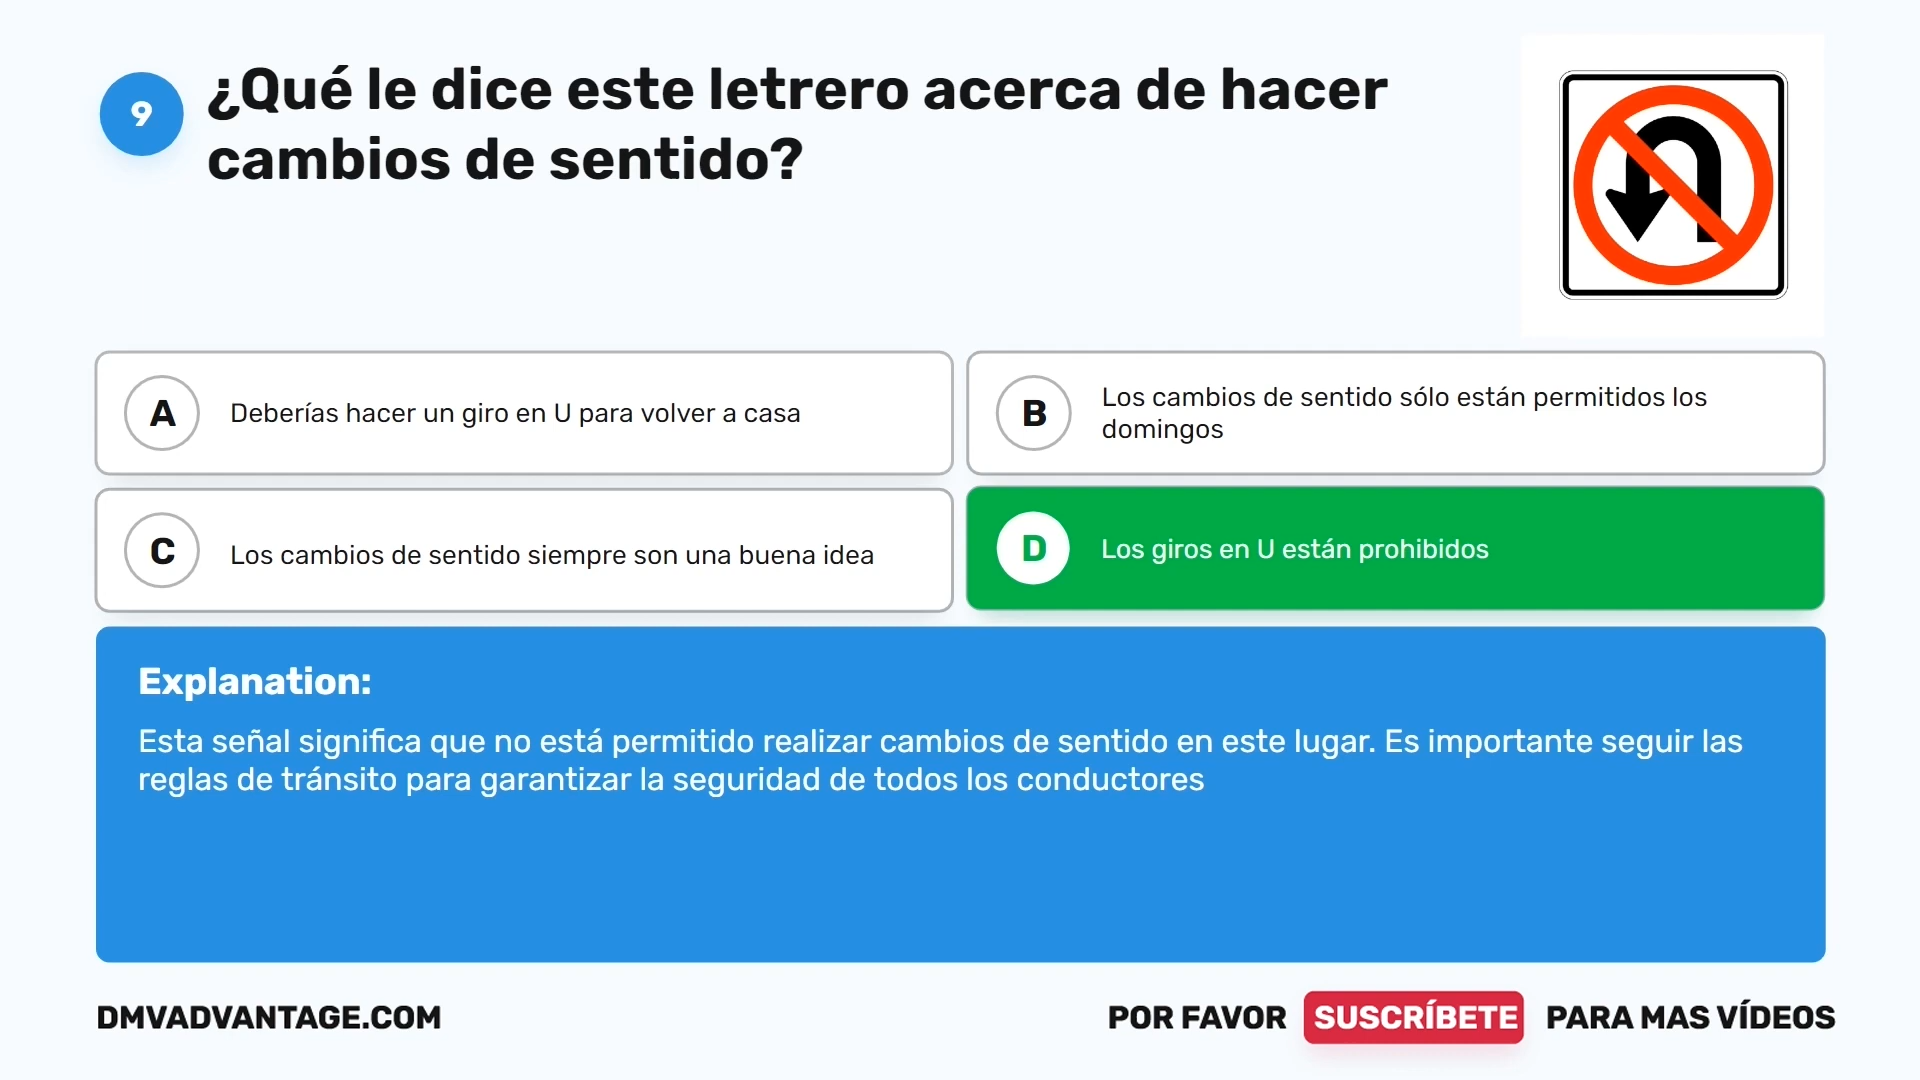 9
¿Qué le dice este letrero acerca de hacer
cambios de sentido?
A
Deberías hacer un giro en U para volver a casa
B
Los cambios de sentido sólo están permitidos los
domingos
C
Los cambios de sentido siempre son una buena idea
D
Los giros en U están prohibidos
Explanation:
Esta señal significa que no está permitido realizar cambios de sentido en este lugar. Es importante seguir las
reglas de tránsito para garantizar la seguridad de todos los conductores
DMVADVANTAGE.COM
POR FAVOR SUSCRÍBETE PARA MAS VÍDEOS